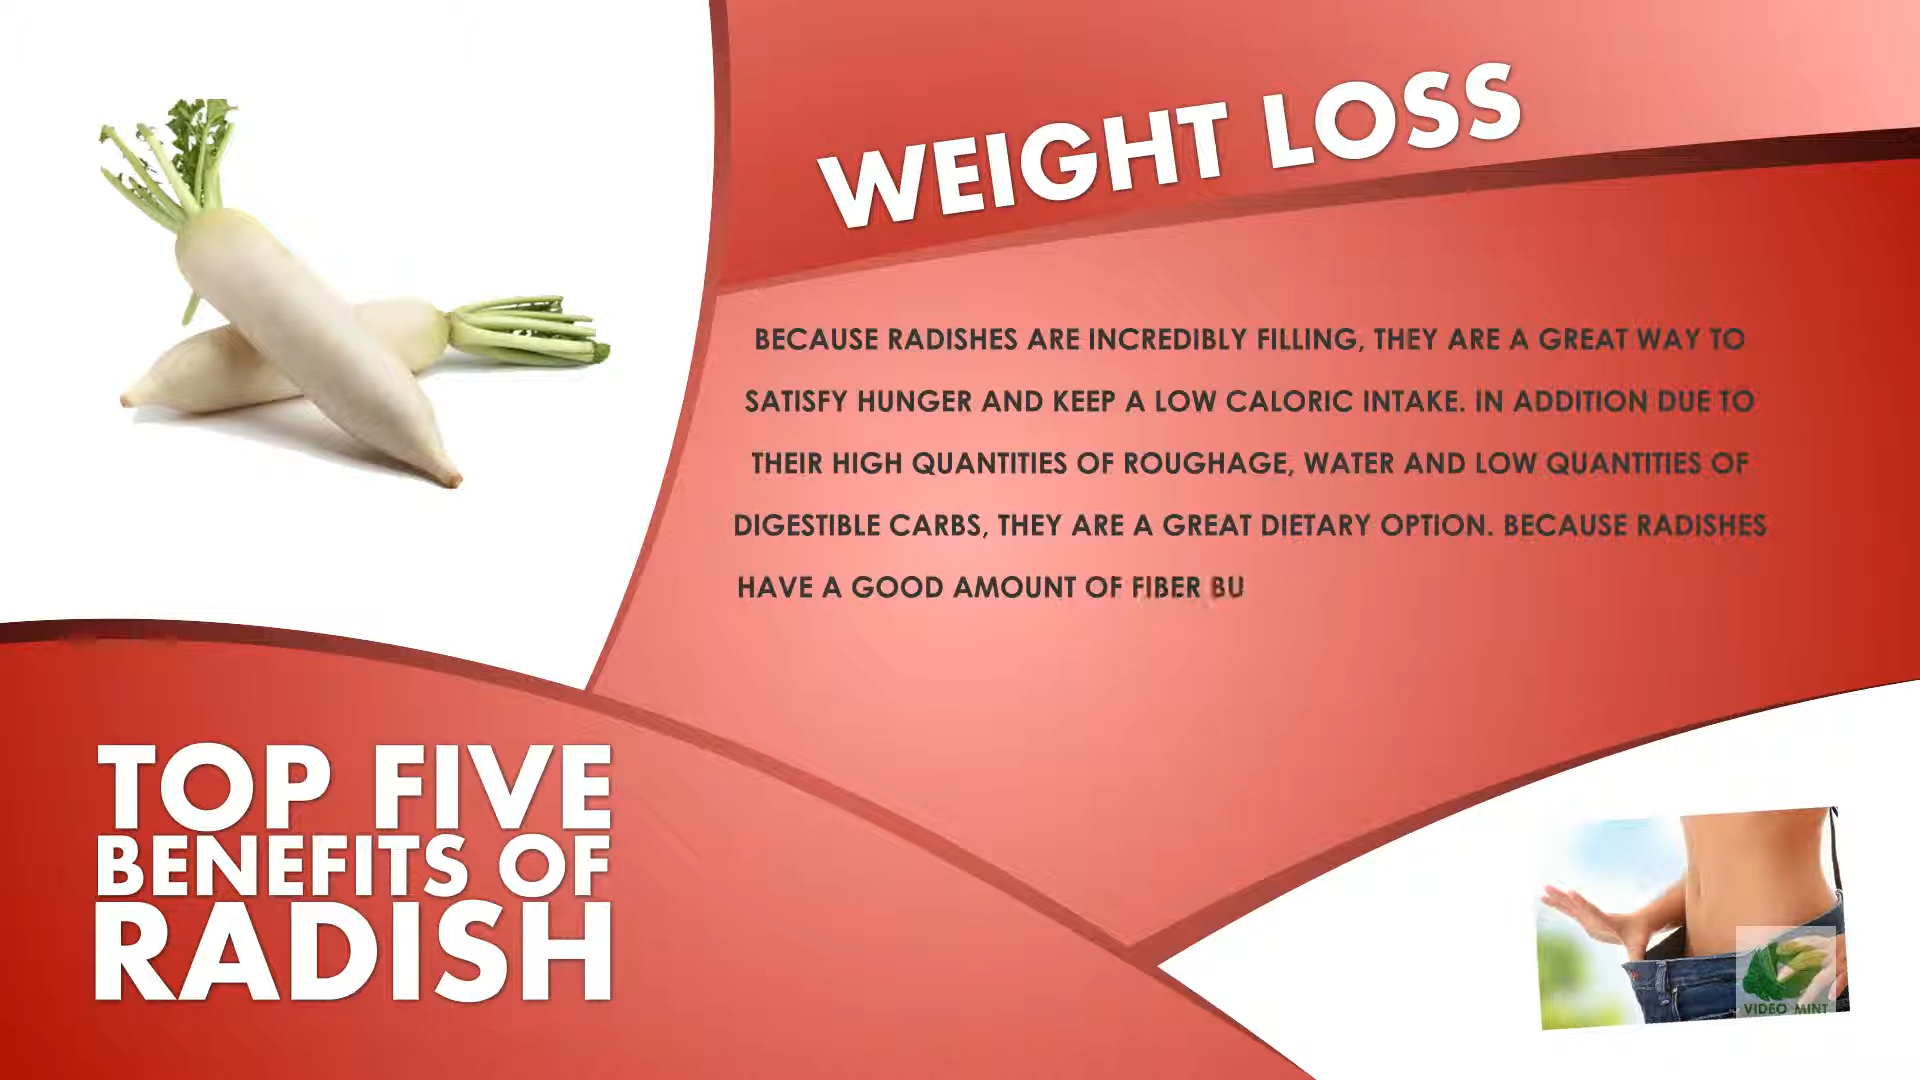 WEIGHT LOSS
BECAUSE RADISHES ARE INCREDIBLY FILLING, THEY ARE A GREAT WAY TO
SATISFY HUNGER AND KEEP A LOW CALORIC INTAKE. IN ADDITION DUE TO
THEIR HIGH QUANTITIES OF ROUGHAGE, WATER AND LOW QUANTITIES OF
DIGESTIBLE CARBS, THEY ARE A GREAT DIETARY OPTION. BECAUSE RADISHES
HAVE A GOOD AMOUNT OF FIBER BU
TOP FIVE
BENEFITS OF
RADISH
VIDEO MINT